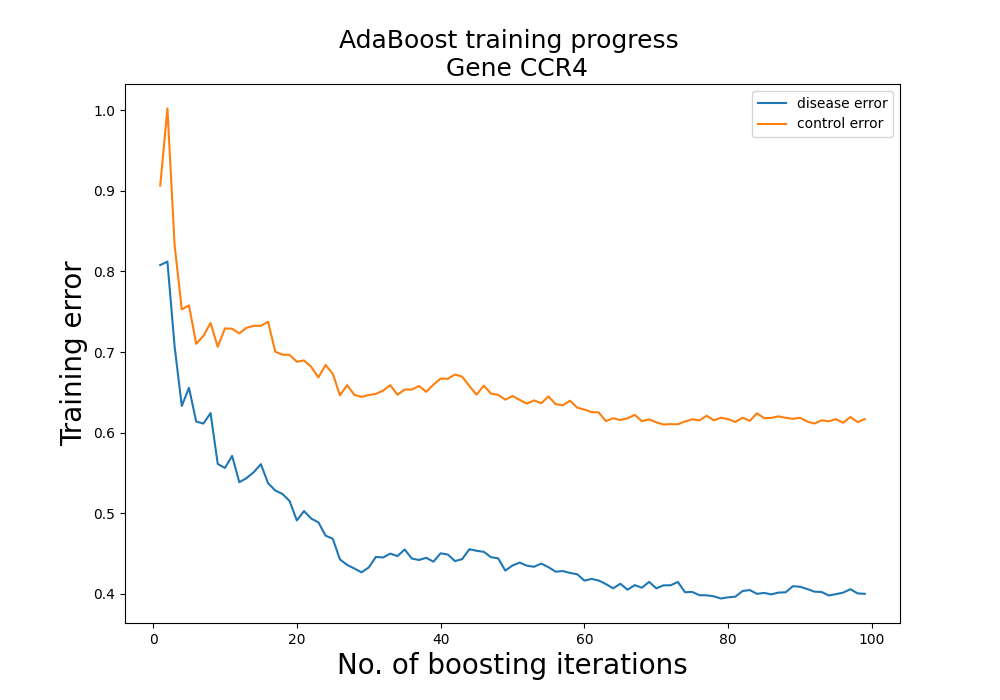 AdaBoost training progress
Gene CCR4
disease error
control error
Training error
1.0
0.9
0.8
0.7
0.6
0.5
0.4
0 20 40 60 80 100
No. of boosting iterations